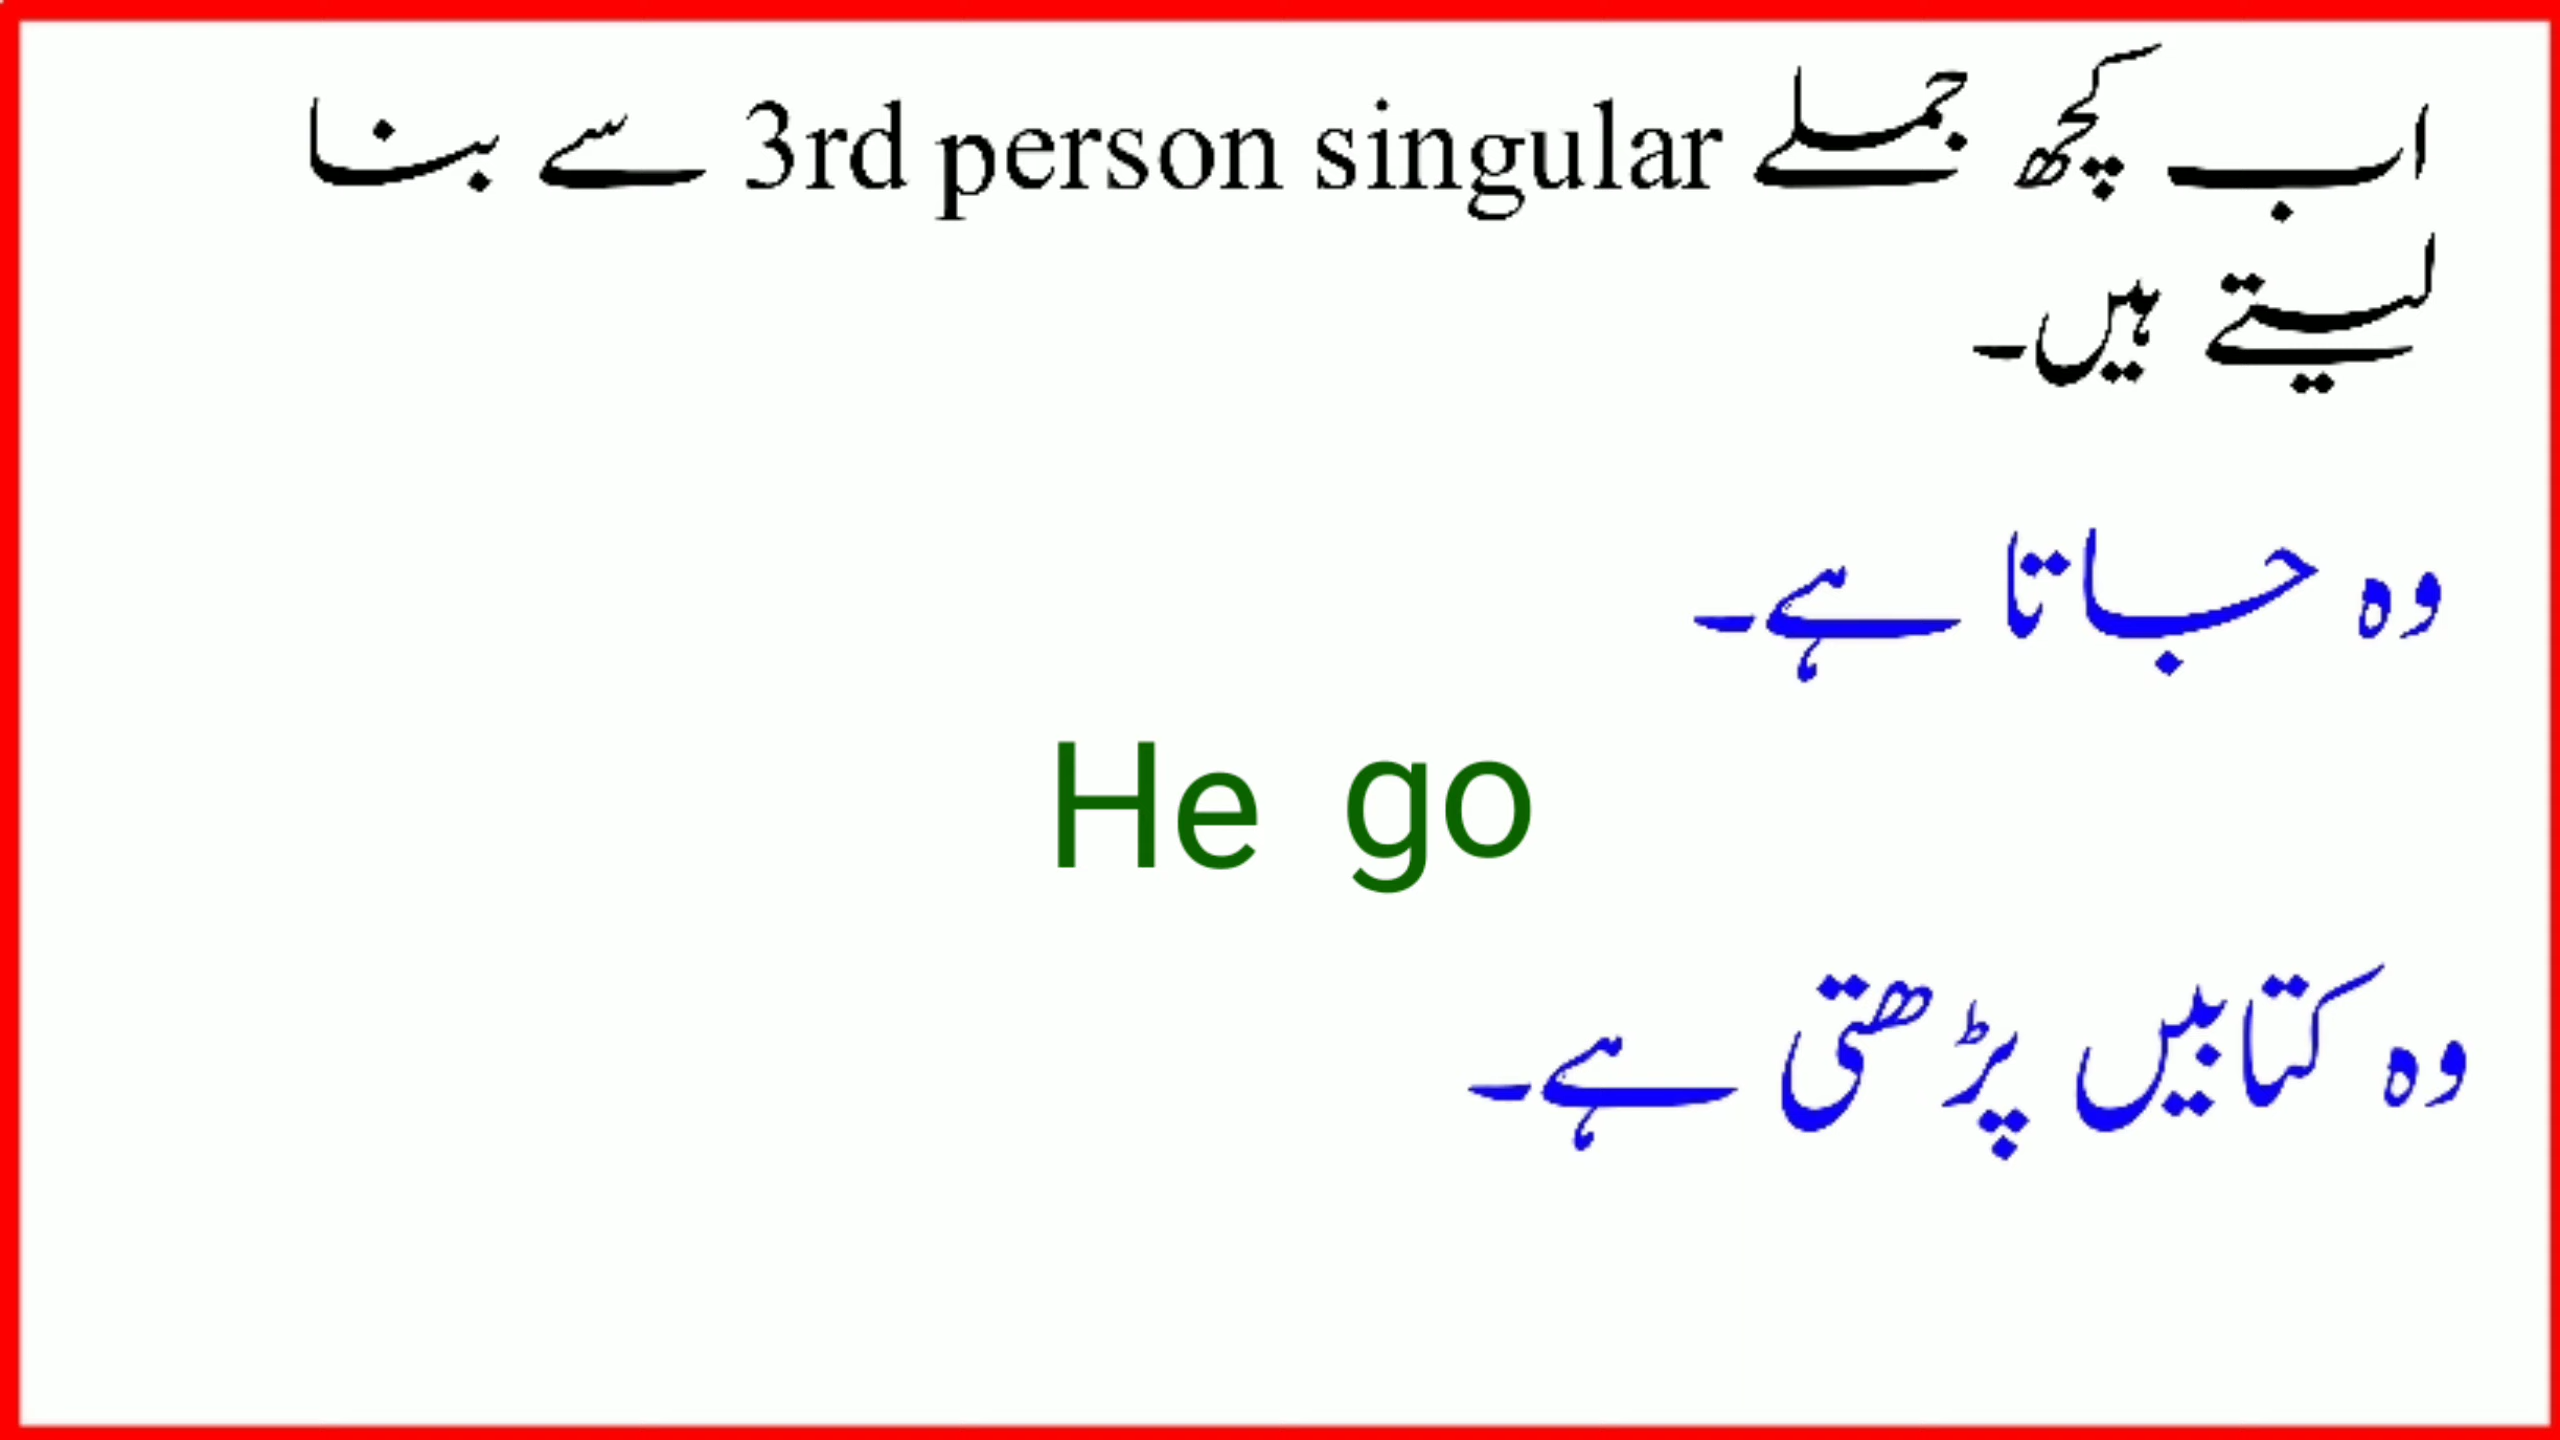 اب کچھ جملے 3rd person singular سے بنا
لیتے ہیں۔
وہ جاتا ہے۔
He go
وہ کتابیں پڑھتی ہے۔